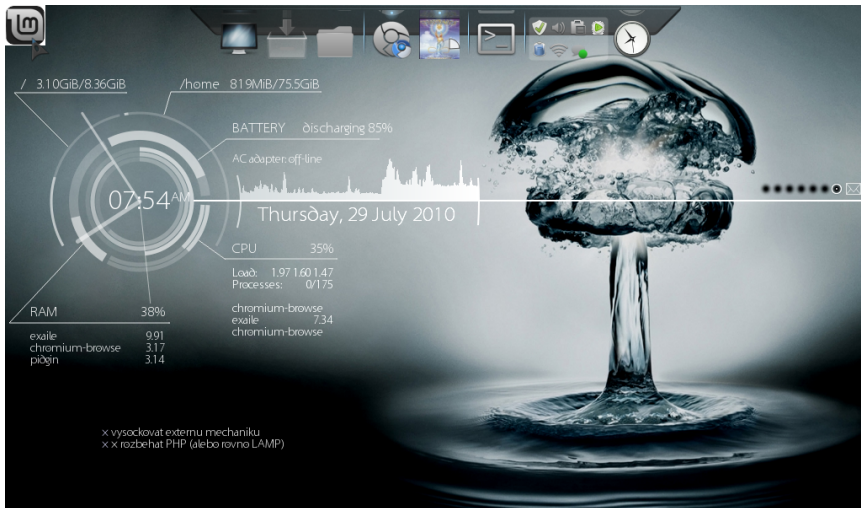 / 3.10GiB/8.36GiB
/home 819MiB/75.5GiB
BATTERY discharging 85%
AC adapter: off-line
07:54AM
Thursday, 29 July 2010
CPU 35%
Load: 1.97 1.60 1.47
Processes: 0/175
chromium-browse
exaile 7.34
chromium-browse
RAM 38%
exaile 9.91
chromium-browse 3.17
pidgin 3.14
x vysockovat externu mechaniku
x x rozbehat PHP (alebo rovno LAMP)